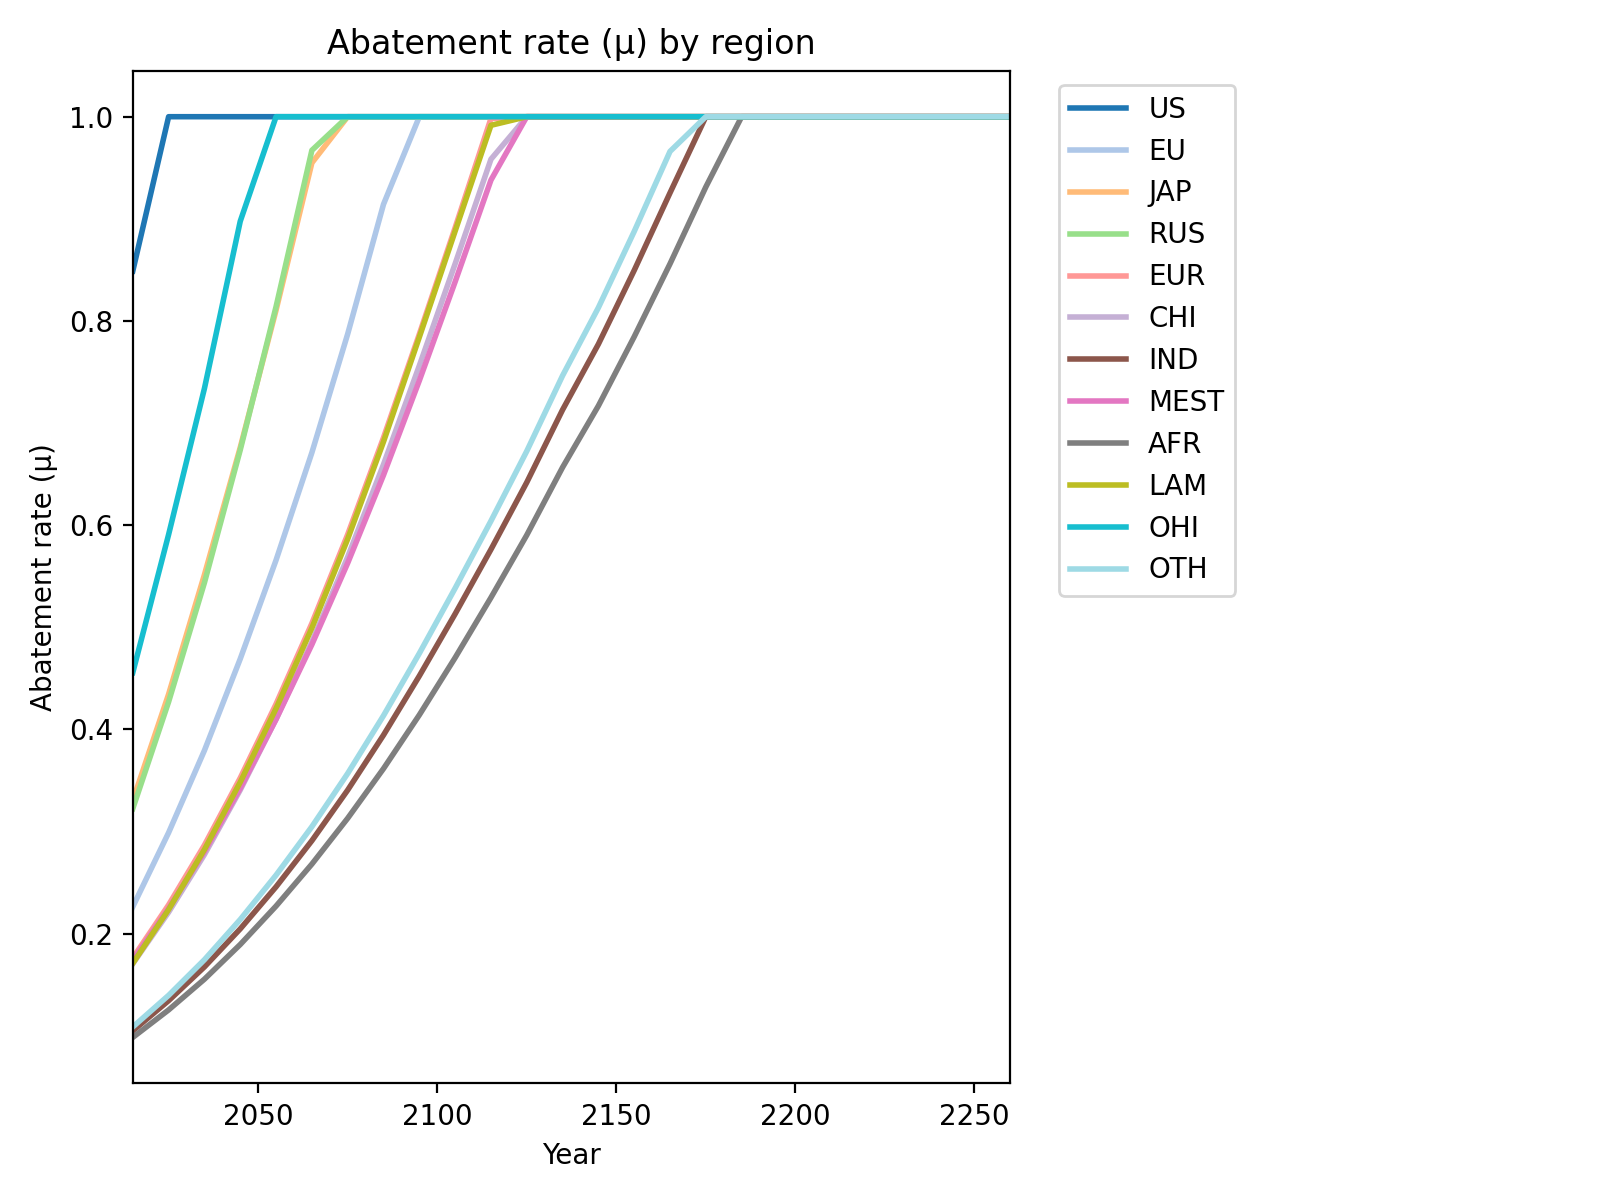 Abatement rate (μ) by region
Abatement rate (μ)
1.0
0.8
0.6
0.4
0.2
2050 2100 2150 2200 2250
Year
US
EU
JAP
RUS
EUR
CHI
IND
MEST
AFR
LAM
OHI
OTH